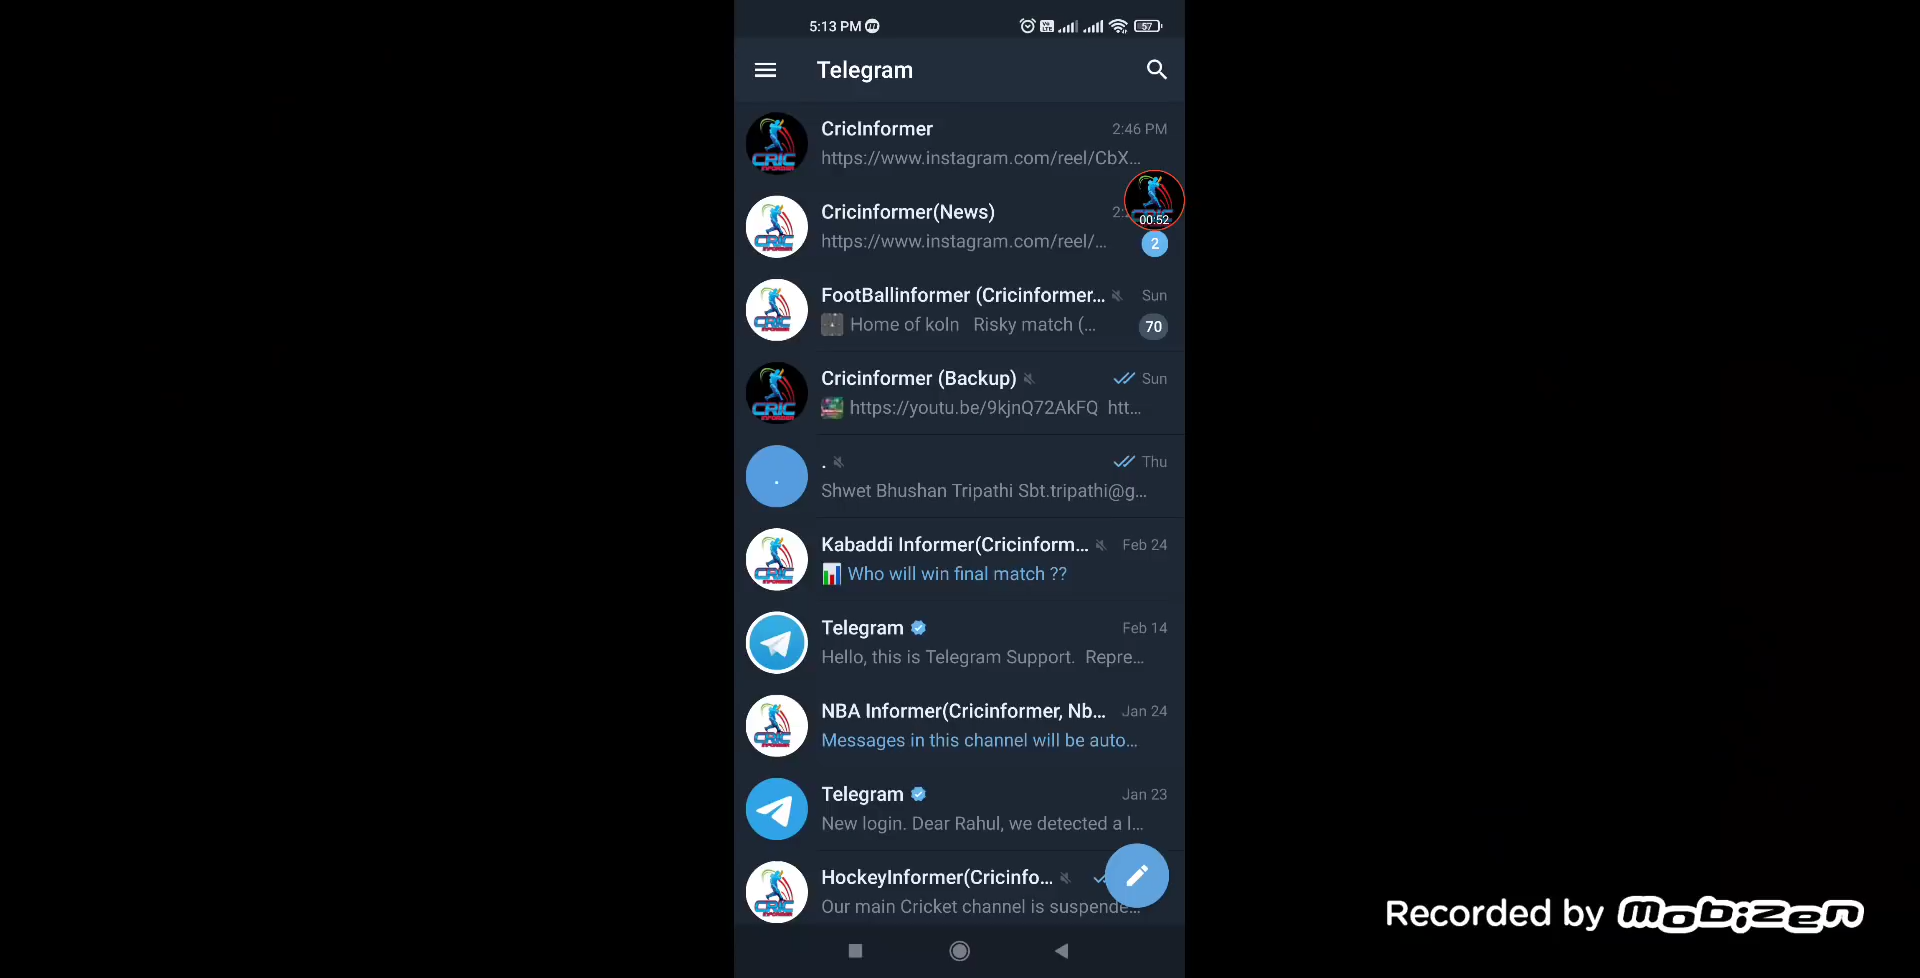 5:13 PM
57
Telegram
CricInformer 2:46 PM
https://www.instagram.com/reel/CbX...
Cricinformer(News) 2:
https://www.instagram.com/reel/... 2
00:52
FootBallinformer (Cricinformer... Sun
Home of koln Risky match (... 70
Cricinformer (Backup) Sun
https://youtu.be/9kjnQ72AkFQ htt...
. Thu
Shwet Bhushan Tripathi Sbt.tripathi@g...
Kabaddi Informer(Cricinform... Feb 24
📊 Who will win final match ??
Telegram Feb 14
Hello, this is Telegram Support. Repre...
NBA Informer(Cricinformer, Nb... Jan 24
Messages in this channel will be auto...
Telegram Jan 23
New login. Dear Rahul, we detected a l...
HockeyInformer(Cricinfo...
Our main Cricket channel is suspende...
CRIC INFORMER
Recorded by Mobizen